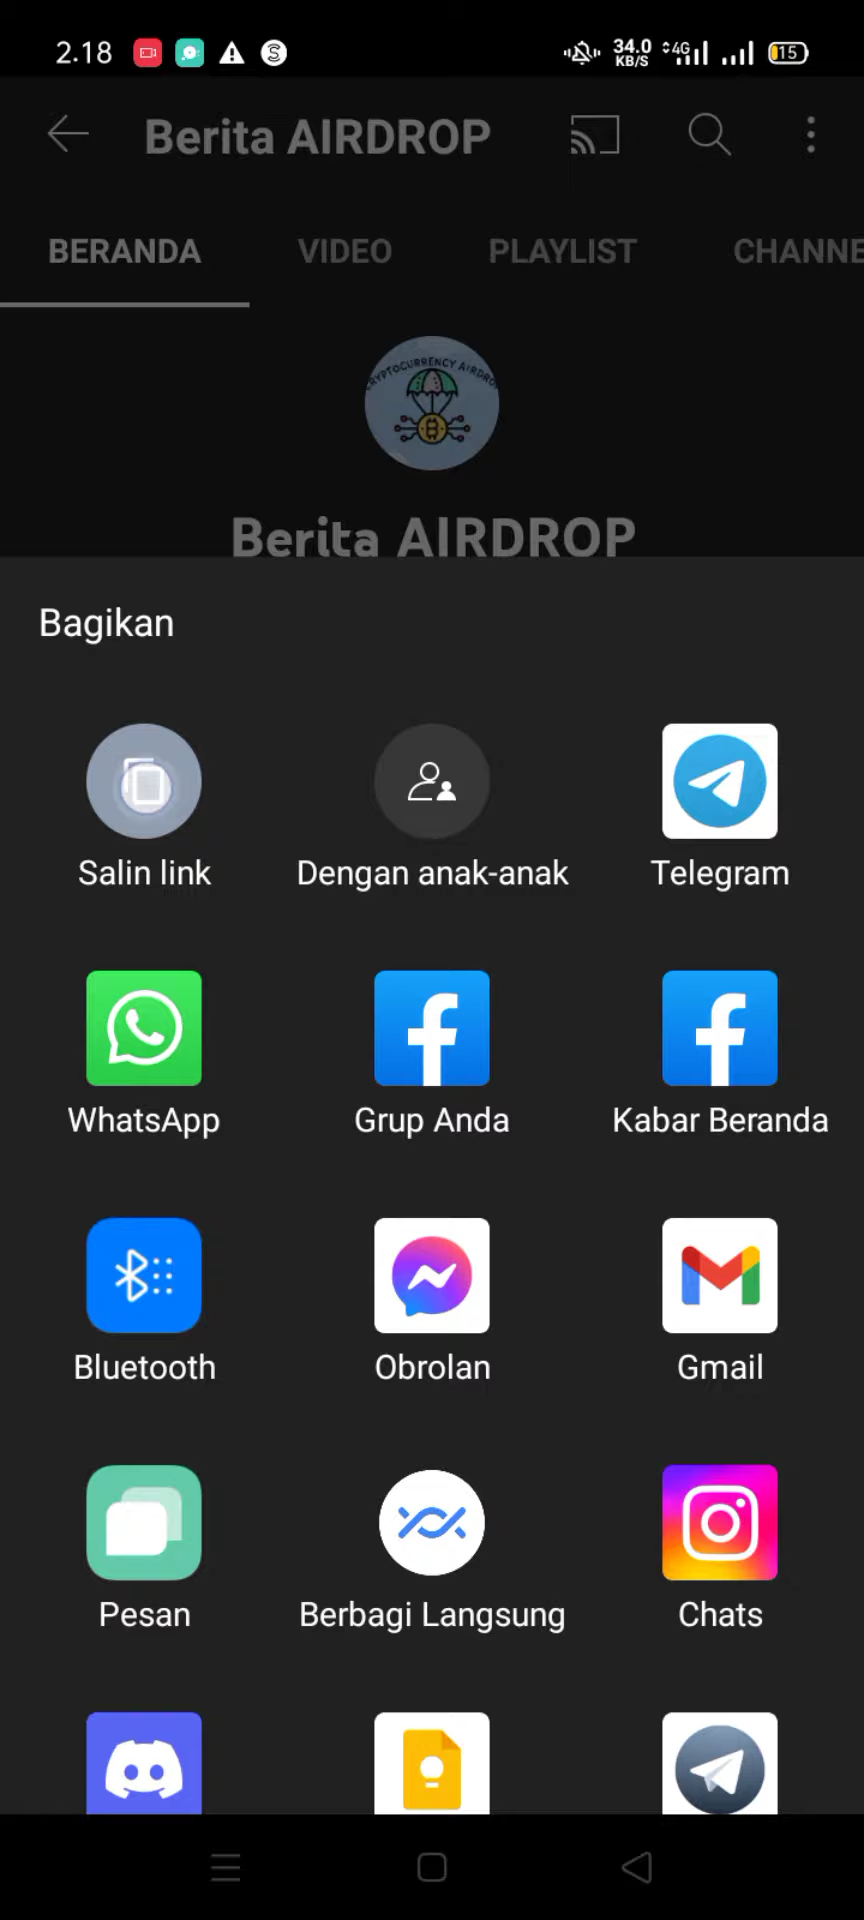 2.18
34.0
KB/S
4G
15
Berita AIRDROP
BERANDA
VIDEO
PLAYLIST
CHANNE
CRYPTOCURRENCY AIRDROP
Berita AIRDROP
Bagikan
Salin link
Dengan anak-anak
Telegram
WhatsApp
Grup Anda
Kabar Beranda
Bluetooth
Obrolan
Gmail
Pesan
Berbagi Langsung
Chats